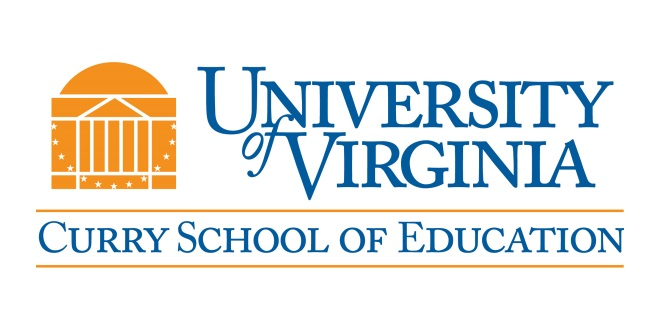 UNIVERSITY
of VIRGINIA
CURRY SCHOOL OF EDUCATION